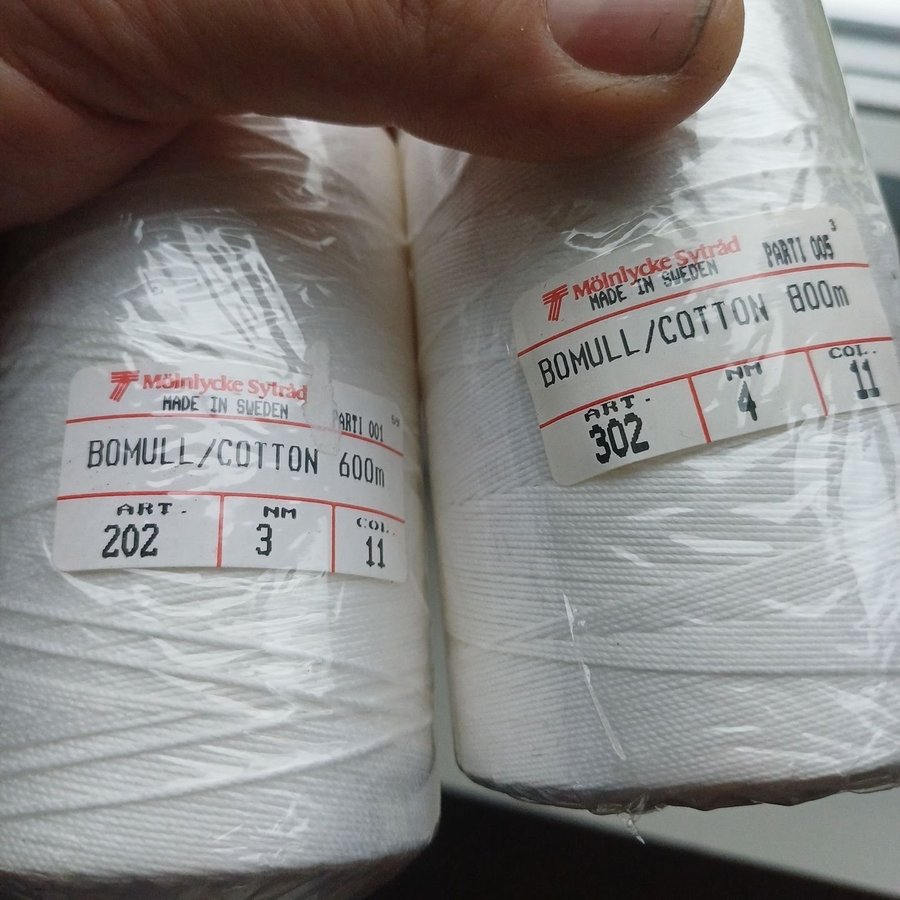 Mölnlycke Sytråd
MADE IN SWEDEN
PARTI 001
BOMULL/COTTON 600m
ART. NM COL.
202 3 11
Mölnlycke Sytråd
MADE IN SWEDEN
PARTI 005 3
BOMULL/COTTON 800m
ART. NM COL.
302 4 11